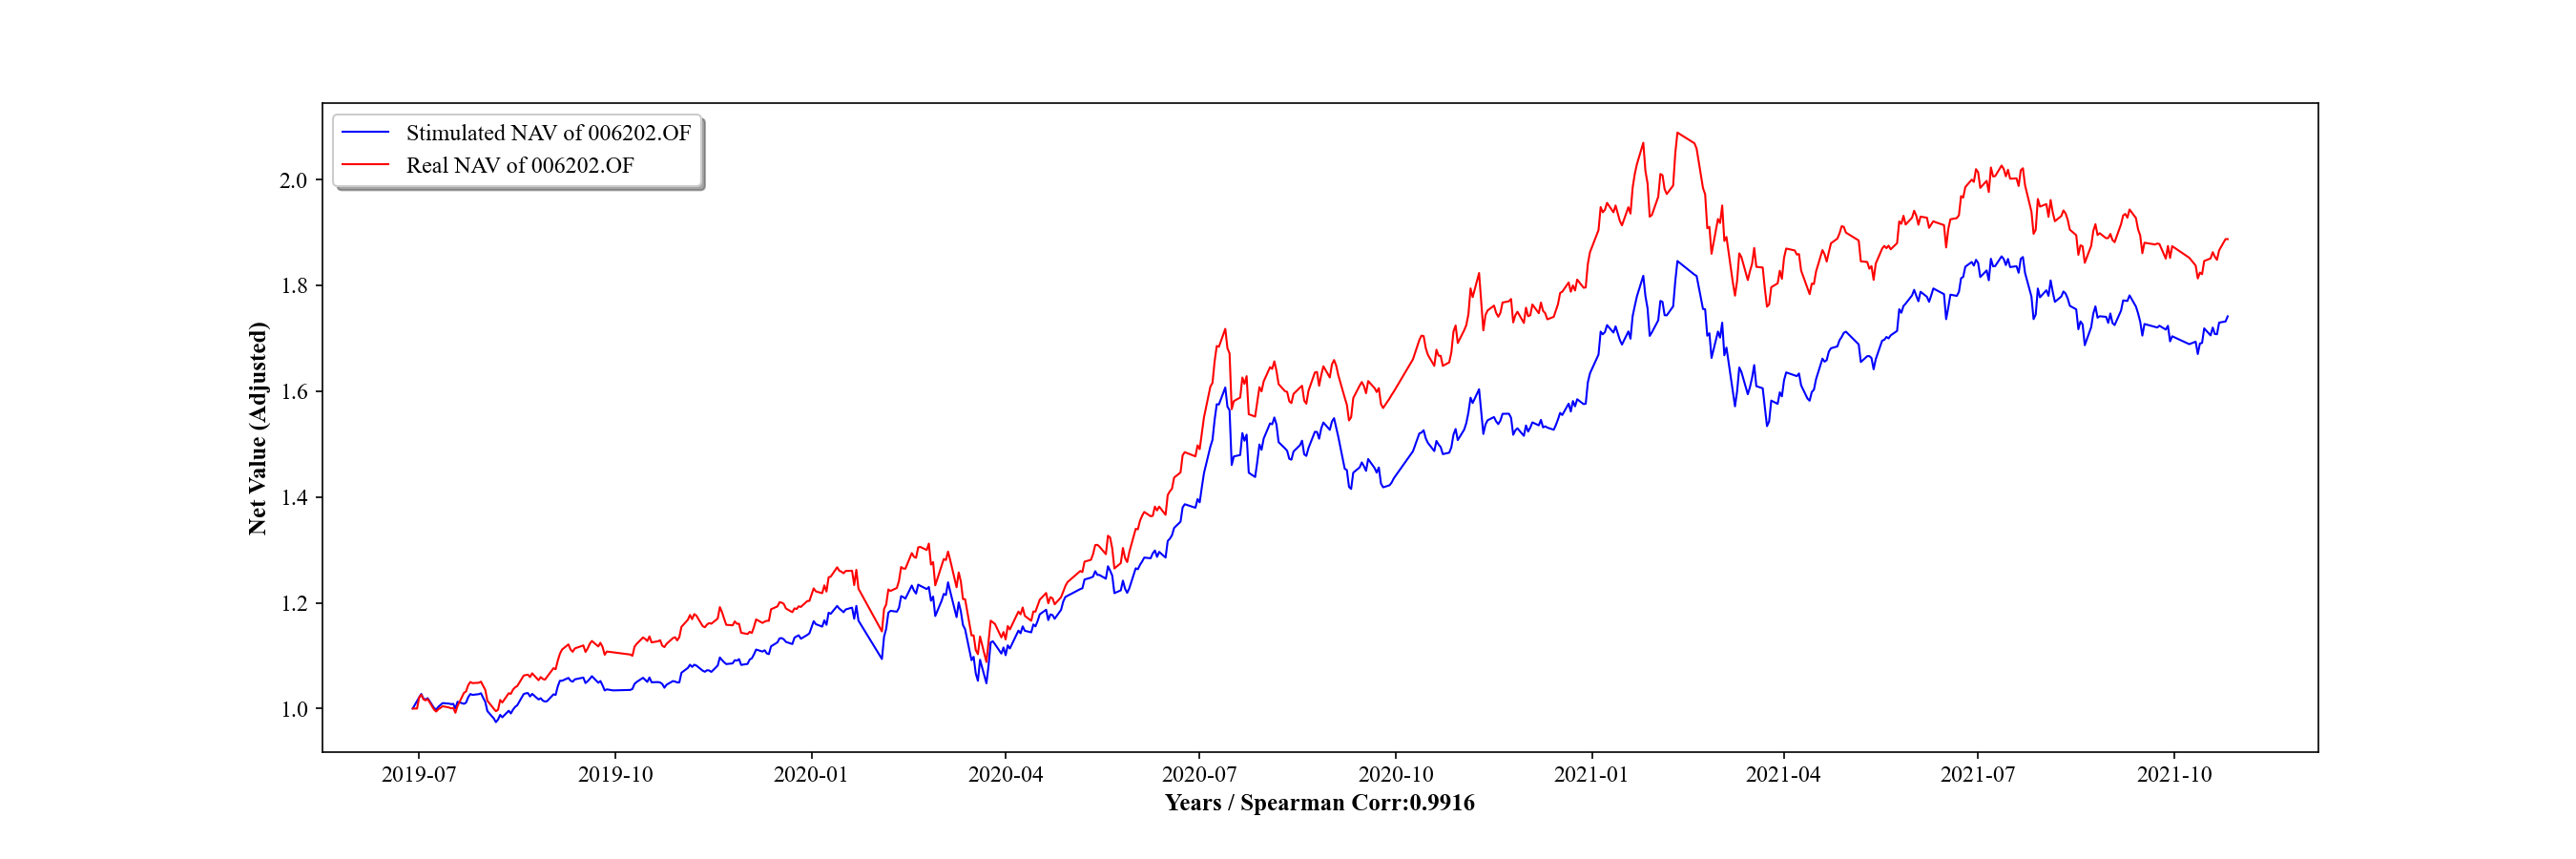 Stimulated NAV of 006202.OF
Real NAV of 006202.OF
Net Value (Adjusted)
2.0
1.8
1.6
1.4
1.2
1.0
2019-07 2019-10 2020-01 2020-04 2020-07 2020-10 2021-01 2021-04 2021-07 2021-10
Years / Spearman Corr:0.9916